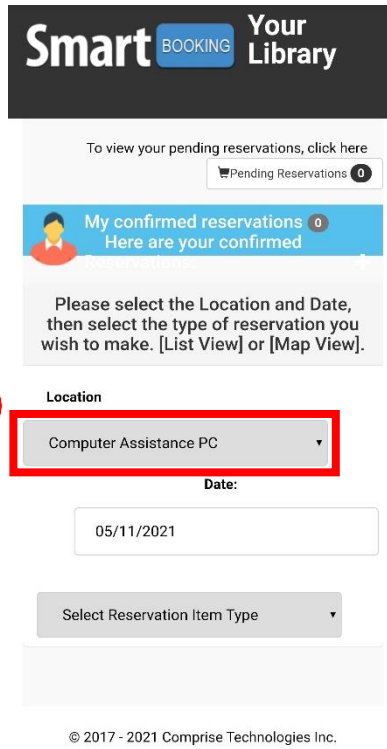 Smart BOOKING Your Library
To view your pending reservations, click here
Pending Reservations 0
My confirmed reservations 0
Here are your confirmed
Reservations
Please select the Location and Date,
then select the type of reservation you
wish to make. [List View] or [Map View].
Location
Computer Assistance PC
Date:
05/11/2021
Select Reservation Item Type
© 2017 - 2021 Comprise Technologies Inc.